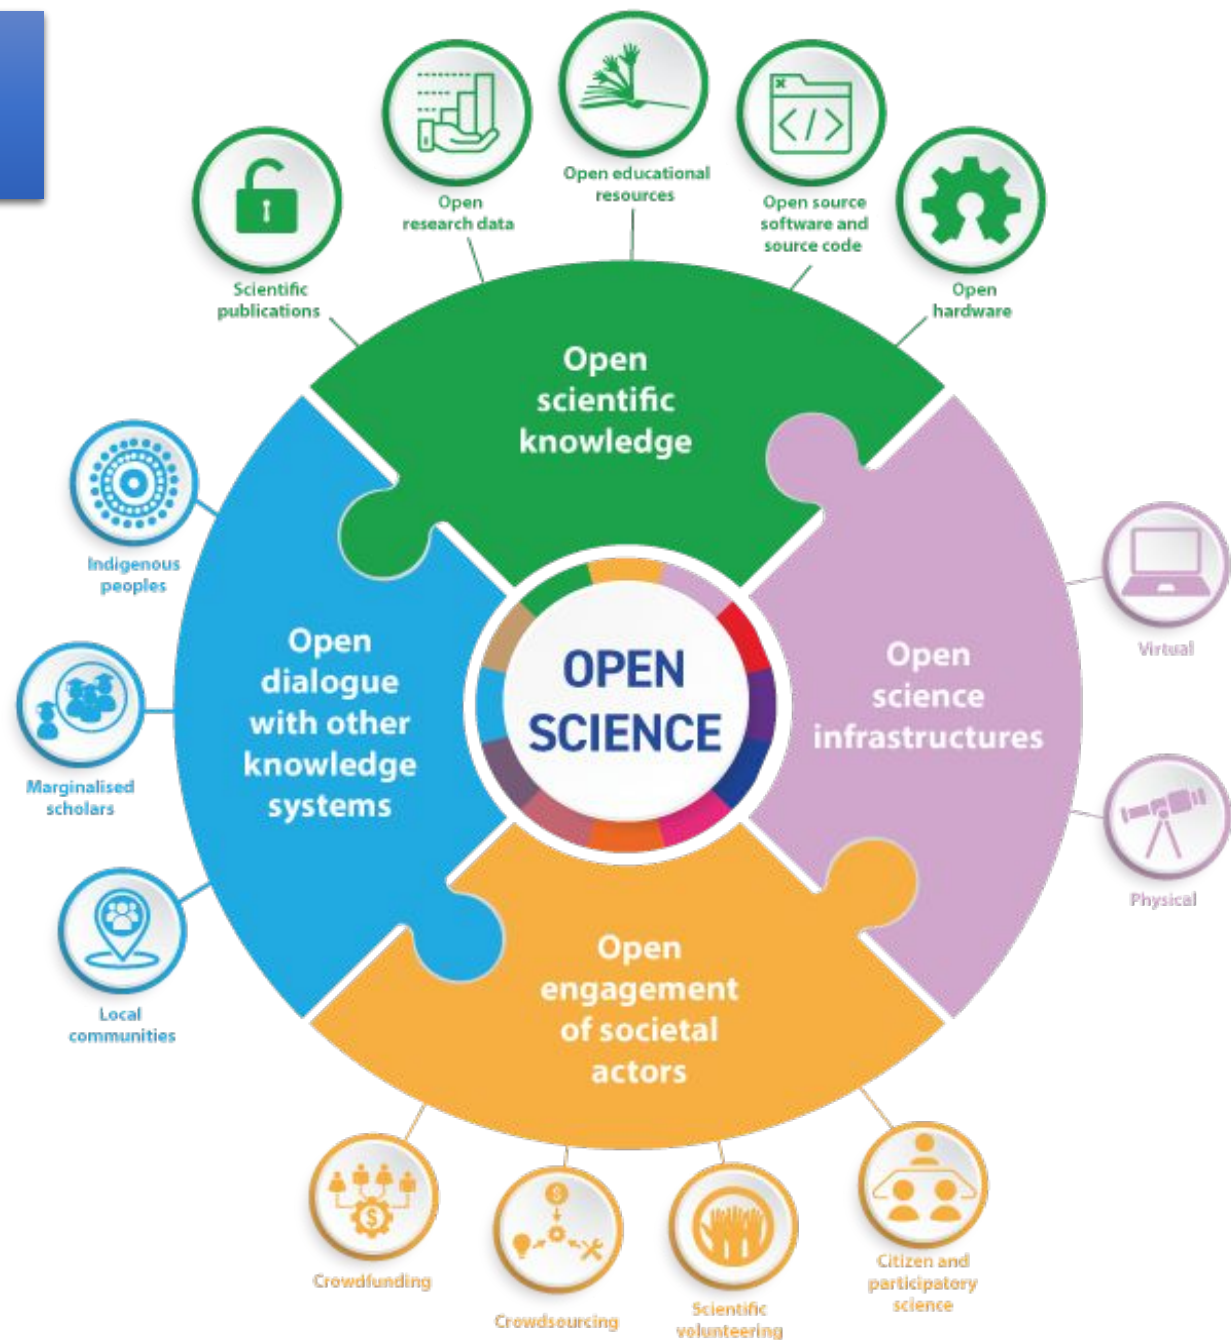 Open educational
resources
Open
research data
Open source
software and
source code
Scientific
publications
Open
hardware
Open
scientific
knowledge
Indigenous
peoples
Marginalised
scholars
Local
communities
Open
dialogue
with other
knowledge
systems
OPEN
SCIENCE
Open
science
infrastructures
Virtual
Physical
Open
engagement
of societal
actors
Crowdfunding
Crowdsourcing
Scientific
volunteering
Citizen and
participatory
science